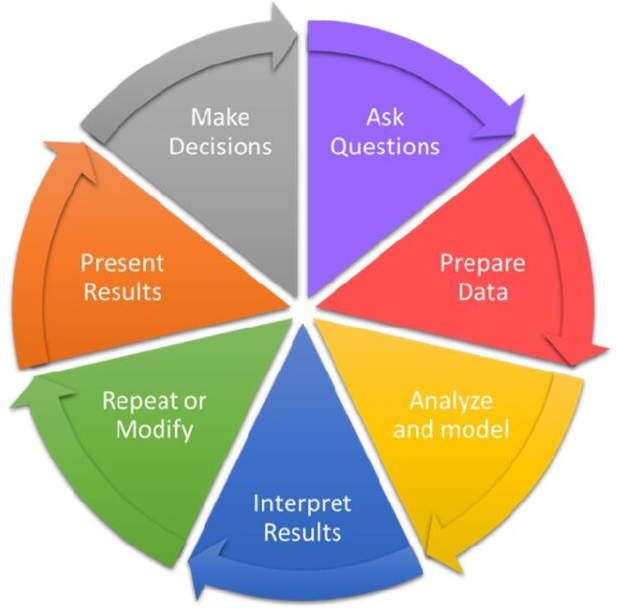 Ask
Questions
Prepare
Data
Analyze
and model
Interpret
Results
Repeat or
Modify
Present
Results
Make
Decisions